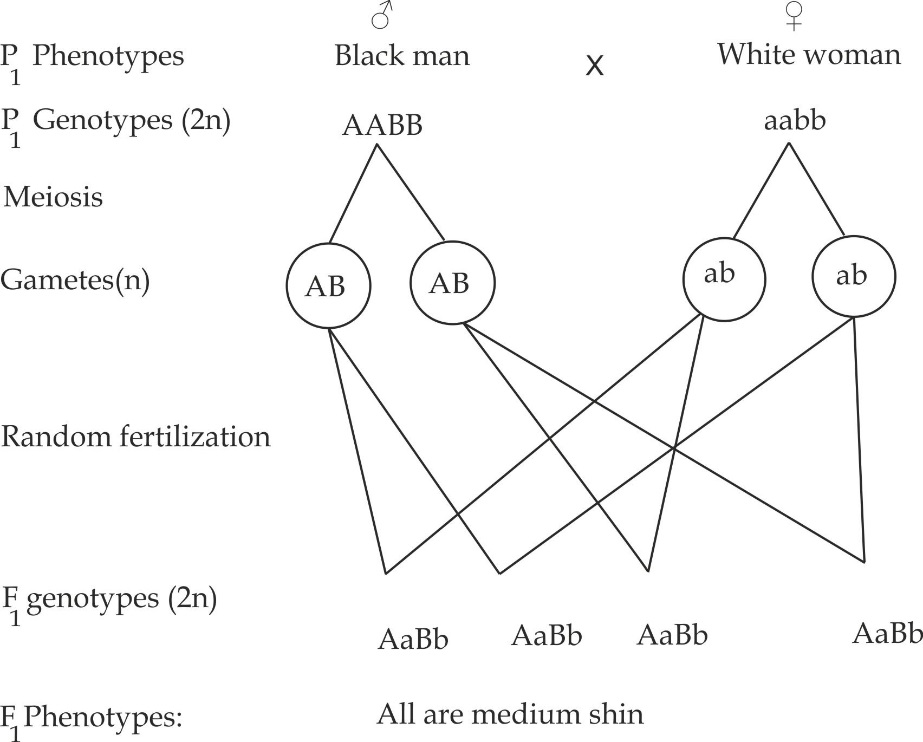 ♂ ♀
P1 Phenotypes Black man x White woman
P1 Genotypes (2n) AABB aabb
Meiosis
Gametes(n) AB AB ab ab
Random fertilization
F1 genotypes (2n)
AaBb AaBb AaBb AaBb
F1 Phenotypes: All are medium shin